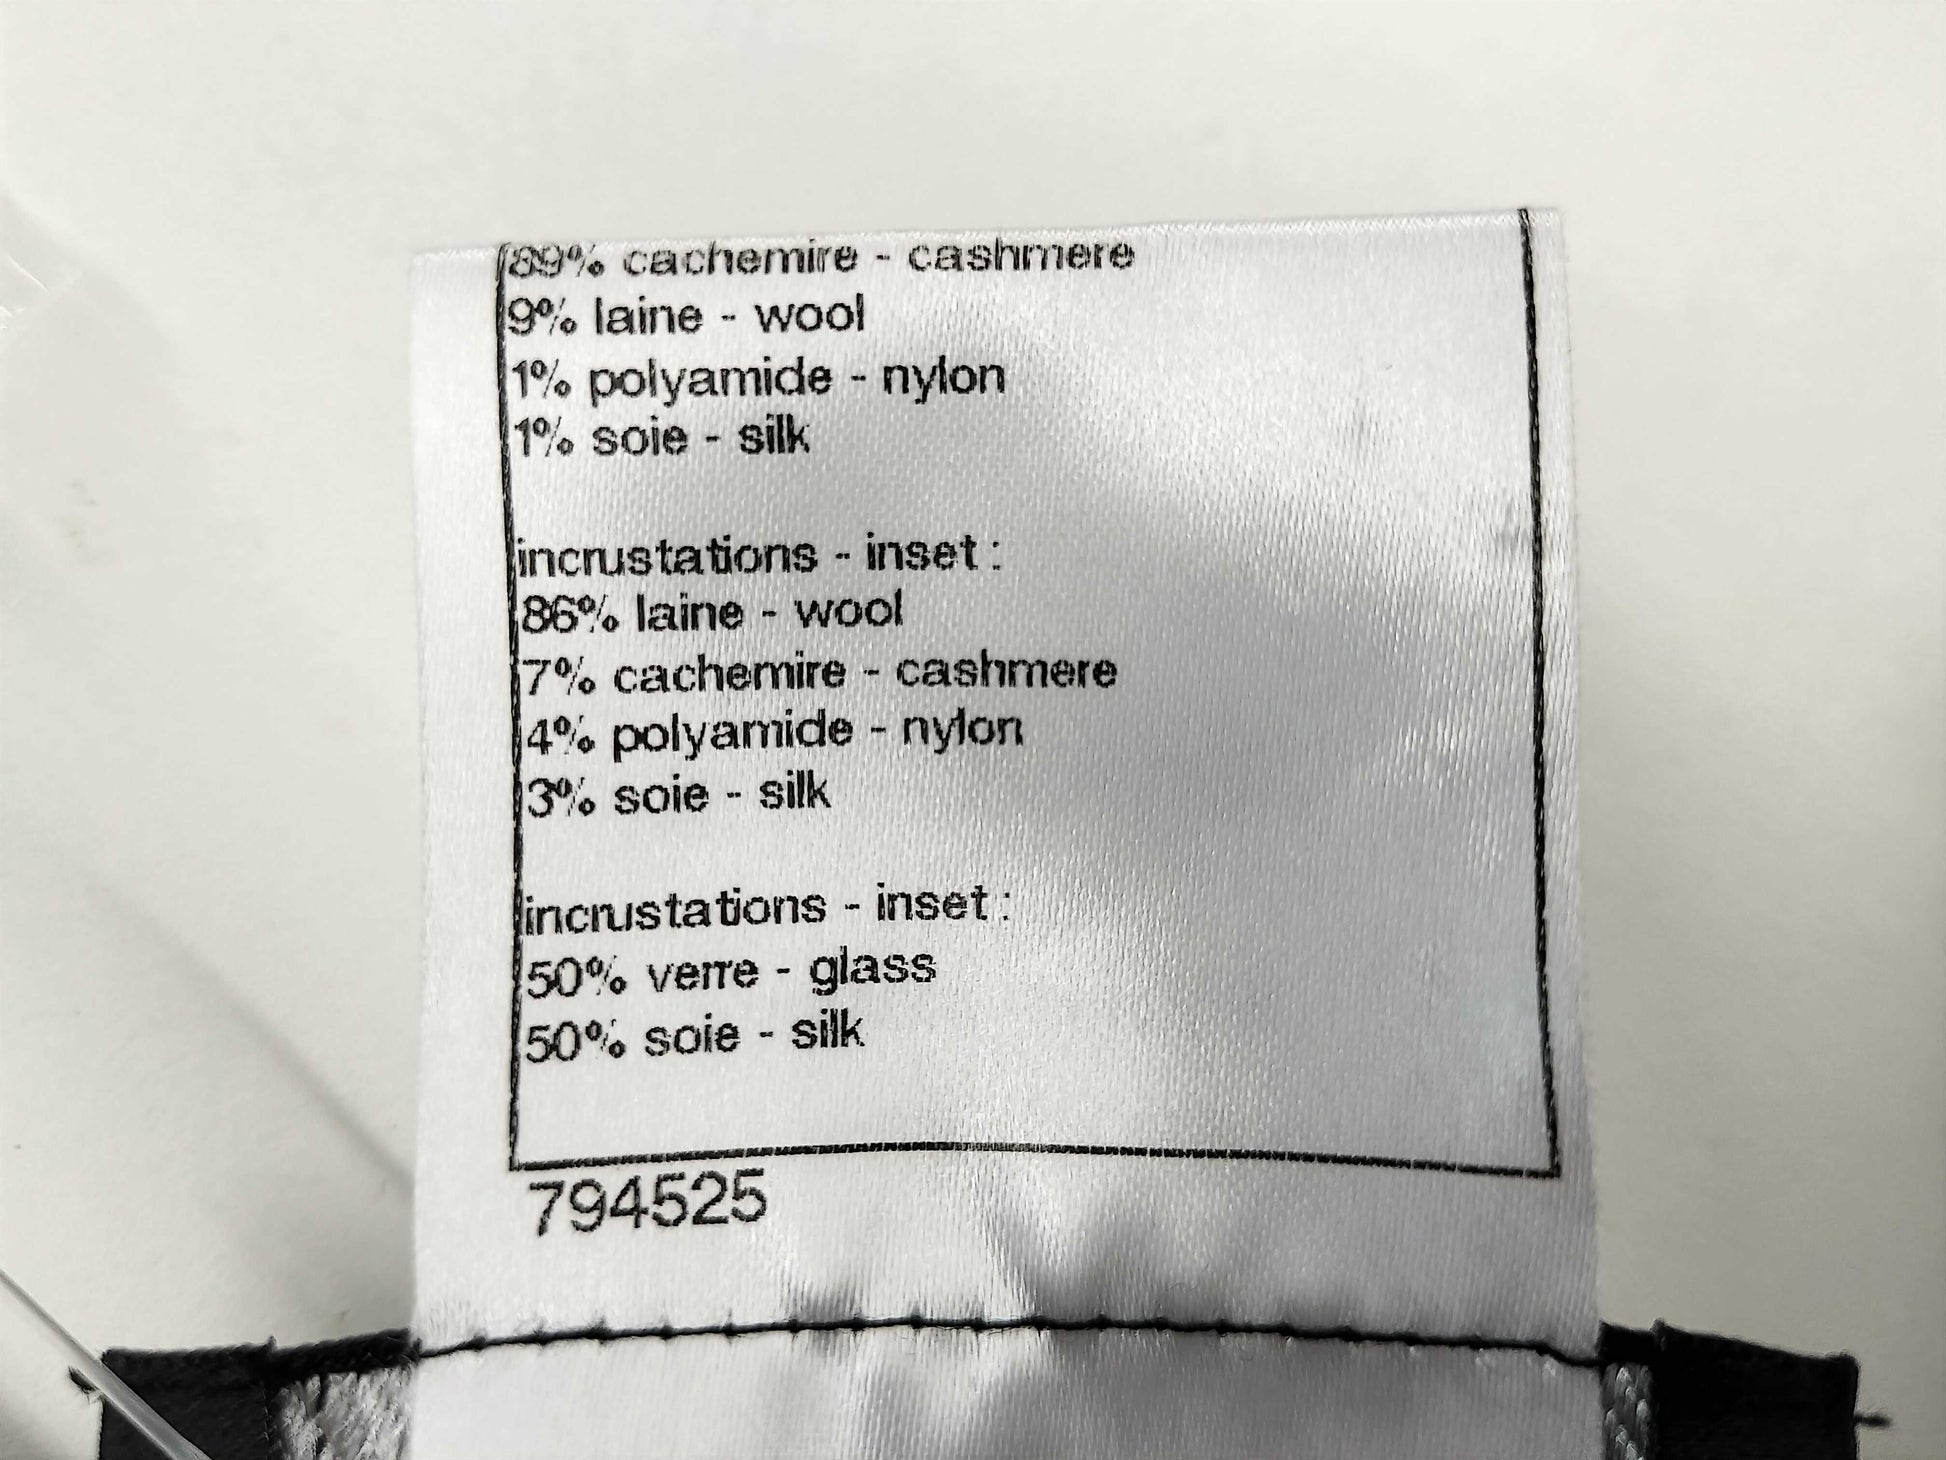 89% cachemire - cashmere
9% laine - wool
1% polyamide - nylon
1% soie - silk
incrustations - inset :
86% laine - wool
7% cachemire - cashmere
4% polyamide - nylon
3% soie - silk
incrustations - inset :
50% verre - glass
50% soie - silk
794525